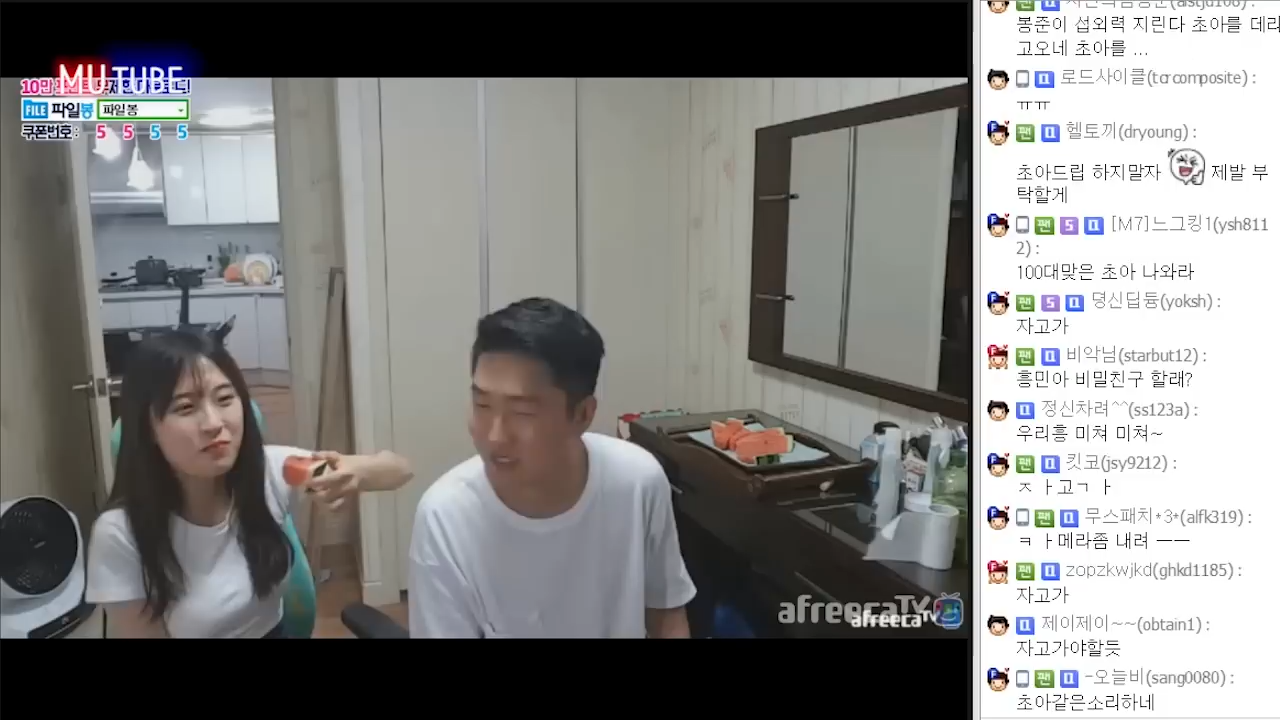 MUTUBE
FILE 파일봉 파일봉
쿠폰번호 : 5 5 5 5
afreecaTV
afreecaTV
봉준이 섭외력 지린다 초아를 데리
고오네 초아를 ...
로드사이클(tcrcomposite) :
ㅠㅠ
헬토끼(dryoung) :
초아드립 하지말자 제발 부
탁할게
[M7]느그킹1(ysh811
2) :
100대맞은 초아 나와라
덩신딥듕(yoksh) :
자고가
비악님(starbut12) :
흥민아 비밀친구 할래?
정신차려^^(ss123a) :
우리흥 미쳐 미쳐~
킷코(jsy9212) :
ㅈㅏ고ㄱㅏ
무스패치*3*(alfk319) :
ㅋㅏ메라좀 내려 ㅡㅡ
zopzkwjkd(ghkd1185) :
자고가
제이제이~~(obtain1) :
자고가야할듯
-오늘비(sang0080) :
초아같은소리하네